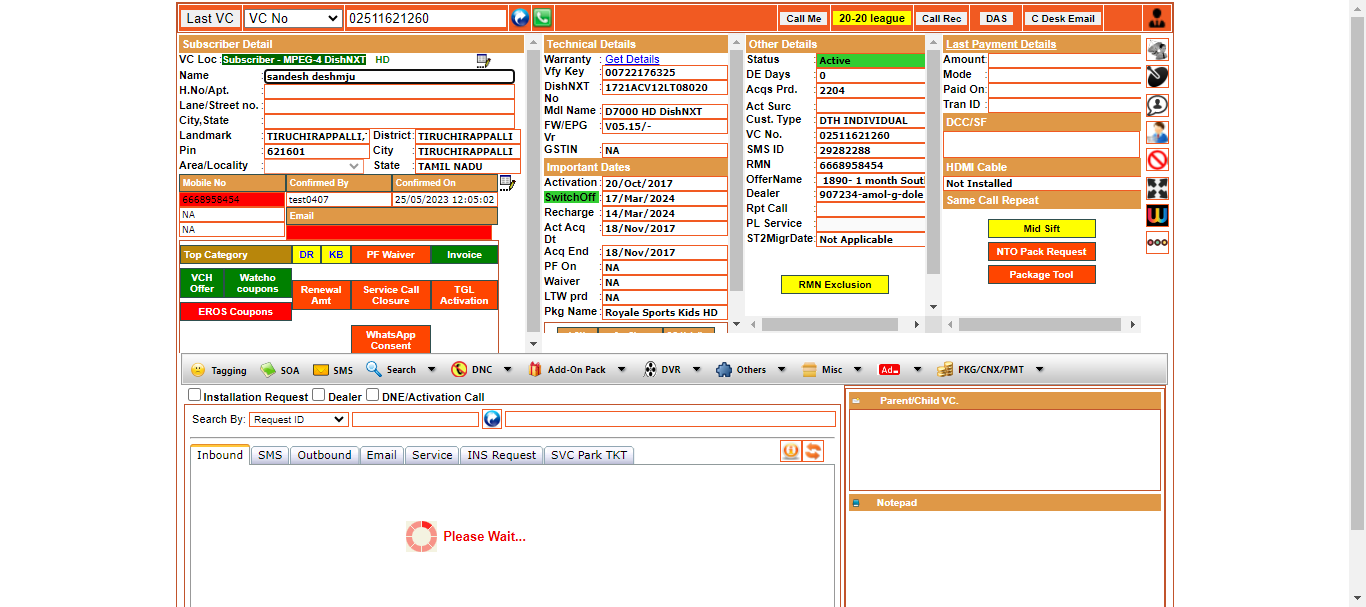 Last VC VC No 02511621260 Call Me 20-20 league Call Rec DAS C Desk Email
Subscriber Detail
VC Loc : Subscriber - MPEG-4 DishNXT HD
Name : sandesh deshmju
H.No/Apt. :
Lane/Street no. :
City,State :
Landmark : TIRUCHIRAPPALLI, District : TIRUCHIRAPPALLI
Pin : 621601 City : TIRUCHIRAPPALLI
Area/Locality : State : TAMIL NADU
Mobile No Confirmed By Confirmed On
6668958454 test0407 25/05/2023 12:05:02
NA Email
NA
Top Category DR KB PF Waiver Invoice
VCH Offer Watcho coupons Renewal Amt Service Call Closure TGL Activation
EROS Coupons
WhatsApp Consent
Technical Details
Warranty : Get Details
Vfy Key : 00722176325
DishNXT No : 1721ACV12LT08020
Mdl Name : D7000 HD DishNXT
FW/EPG Vr : V05.15/-
GSTIN : NA
Important Dates
Activation : 20/Oct/2017
SwitchOff : 17/Mar/2024
Recharge : 14/Mar/2024
Act Acq Dt : 18/Nov/2017
Acq End : 18/Nov/2017
PF On : NA
Waiver : NA
LTW prd : NA
Pkg Name : Royale Sports Kids HD
Other Details
Status : Active
DE Days : 0
Acqs Prd. : 2204
Act Surc :
Cust. Type : DTH INDIVIDUAL
VC No. : 02511621260
SMS ID : 29282288
RMN : 6668958454
OfferName : 1890- 1 month Sout
Dealer : 907234-amol-g-dole
Rpt Call :
PL Service :
ST2MigrDate: Not Applicable
RMN Exclusion
Last Payment Details
Amount:
Mode :
Paid On:
Tran ID :
DCC/SF
HDMI Cable
Not Installed
Same Call Repeat
Mid Sift
NTO Pack Request
Package Tool
Tagging SOA SMS Search DNC Add-On Pack DVR Others Misc Ad PKG/CNX/PMT
Installation Request Dealer DNE/Activation Call
Search By: Request ID
Inbound SMS Outbound Email Service INS Request SVC Park TKT
Please Wait...
Parent/Child VC.
Notepad